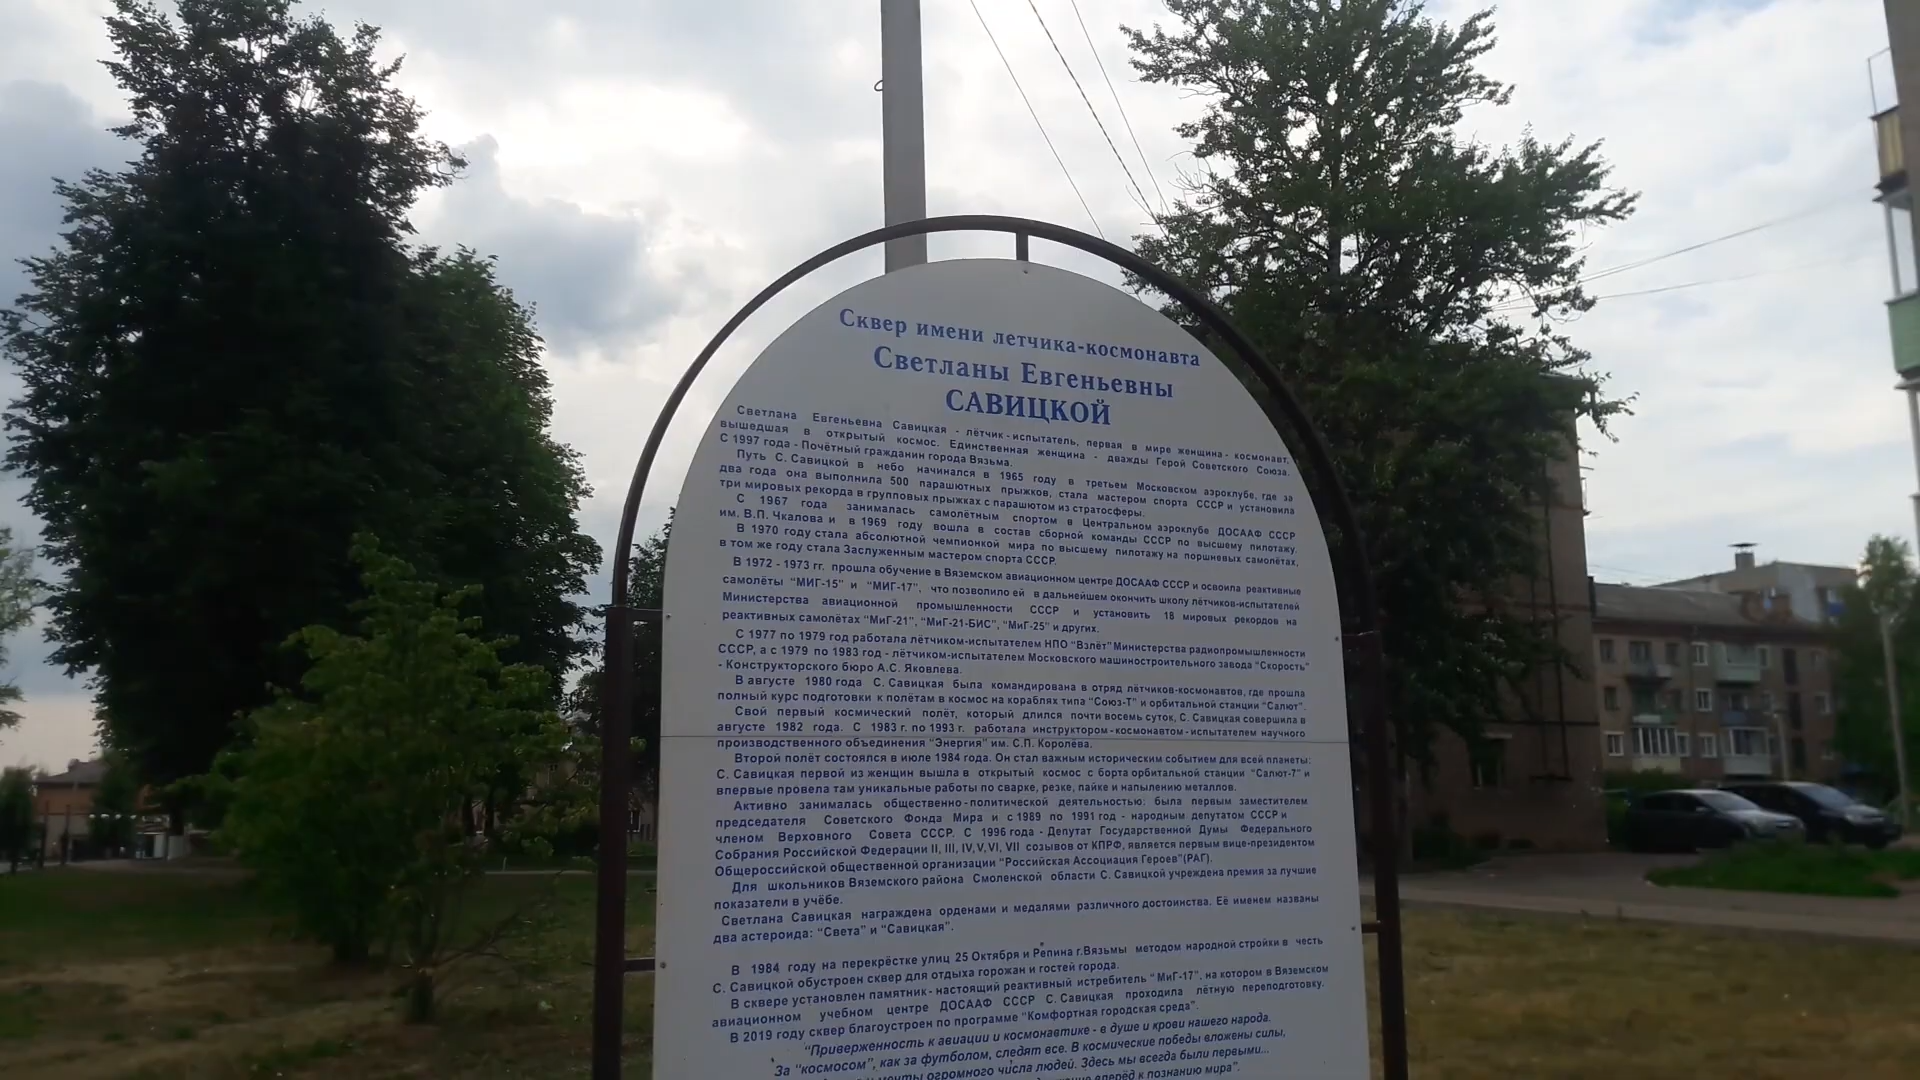 Сквер имени летчика-космонавта
Светланы Евгеньевны
САВИЦКОЙ
Светлана Евгеньевна Савицкая - лётчик-испытатель, первая в мире женщина - космонавт,
вышедшая в открытый космос. Единственная женщина - дважды Герой Советского Союза.
С 1997 года - Почётный гражданин города Вязьма.
Путь С. Савицкой в небо начинался в 1965 году в третьем Московском аэроклубе, где за
два года она выполнила 500 парашютных прыжков, стала мастером спорта СССР и установила
три мировых рекорда в групповых прыжках с парашютом из стратосферы.
С 1967 года занималась самолётным спортом в Центральном аэроклубе ДОСААФ СССР
им. В.П. Чкалова и в 1969 году вошла в состав сборной команды СССР по высшему пилотажу.
В 1970 году стала абсолютной чемпионкой мира по высшему пилотажу на поршневых самолётах,
в том же году стала Заслуженным мастером спорта СССР.
В 1972 - 1973 гг. прошла обучение в Вяземском авиационном центре ДОСААФ СССР и освоила реактивные
самолёты "МИГ-15" и "МИГ-17", что позволило ей в дальнейшем окончить школу лётчиков-испытателей
Министерства авиационной промышленности СССР и установить 18 мировых рекордов на
реактивных самолётах "МиГ-21", "МиГ-21-БИС", "МиГ-25" и других.
С 1977 по 1979 год работала лётчиком-испытателем НПО "Взлёт" Министерства радиопромышленности
СССР, а с 1979 по 1983 год - лётчиком-испытателем Московского машиностроительного завода "Скорость"
- Конструкторского бюро А.С. Яковлева.
В августе 1980 года С. Савицкая была командирована в отряд лётчиков-космонавтов, где прошла
полный курс подготовки к полётам в космос на кораблях типа "Союз-Т" и орбитальной станции "Салют".
Свой первый космический полёт, который длился почти восемь суток, С. Савицкая совершила в
августе 1982 года. С 1983 г. по 1993 г. работала инструктором-космонавтом-испытателем научного
производственного объединения "Энергия" им. С.П. Королёва.
Второй полёт состоялся в июле 1984 года. Он стал важным историческим событием для всей планеты:
С. Савицкая первой из женщин вышла в открытый космос с борта орбитальной станции "Салют-7" и
впервые провела там уникальные работы по сварке, резке, пайке и напылению металлов.
Активно занималась общественно-политической деятельностью: была первым заместителем
председателя Советского Фонда Мира и с 1989 по 1991 год - народным депутатом СССР и
членом Верховного Совета СССР. С 1996 года - Депутат Государственной Думы Федерального
Собрания Российской Федерации II, III, IV, V, VI, VII созывов от КПРФ, является первым вице-президентом
Общероссийской общественной организации "Российская Ассоциация Героев"(РАГ).
Для школьников Вяземского района Смоленской области С. Савицкой учреждена премия за лучшие
показатели в учёбе.
Светлана Савицкая награждена орденами и медалями различного достоинства. Её именем названы
два астероида: "Света" и "Савицкая".
В 1984 году на перекрёстке улиц 25 Октября и Репина г.Вязьмы методом народной стройки в честь
С. Савицкой обустроен сквер для отдыха горожан и гостей города.
В сквере установлен памятник - настоящий реактивный истребитель "МиГ-17", на котором в Вяземском
авиационном учебном центре ДОСААФ СССР С. Савицкая проходила лётную переподготовку.
В 2019 году сквер благоустроен по программе "Комфортная городская среда".
"Приверженность к авиации и космонавтике - в душе и крови нашего народа.
За "космосом", как за футболом, следят все. В космические победы вложены силы,
мечты огромного числа людей. Здесь мы всегда были первыми...
вперёд к познанию мира".